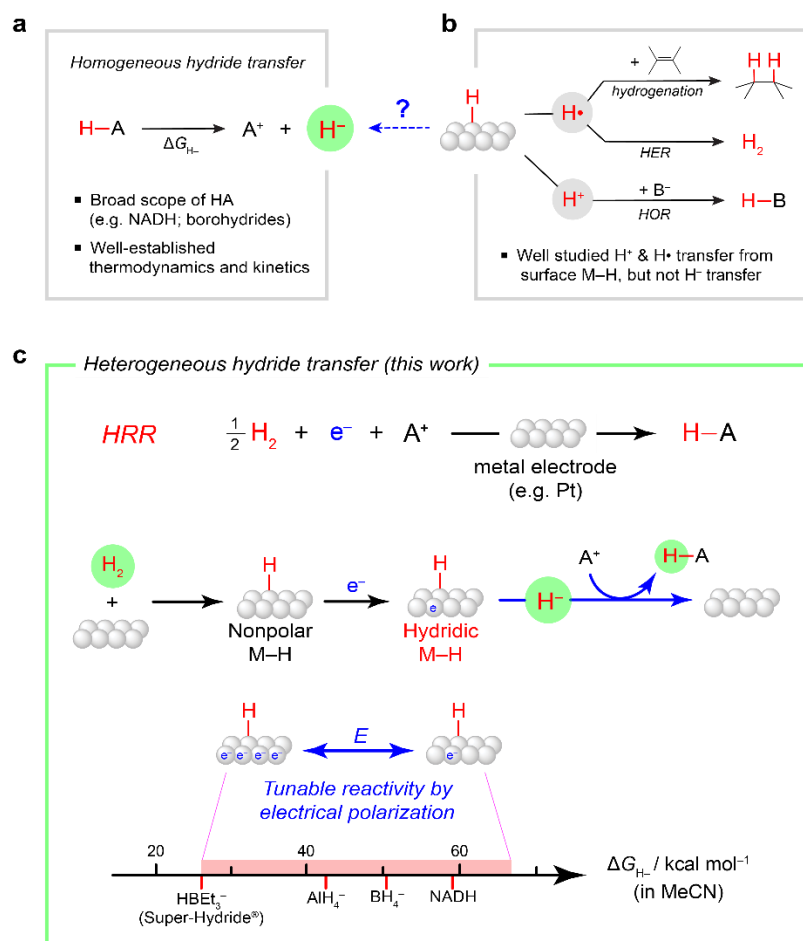 a
Homogeneous hydride transfer
H–A
ΔG_H–
A⁺ + H⁻
?
▪ Broad scope of HA
(e.g. NADH; borohydrides)
▪ Well-established
thermodynamics and kinetics
b
H
H•
+
hydrogenation
H H
HER
H₂
H⁺
+ B⁻
HOR
H–B
▪ Well studied H⁺ & H• transfer from
surface M–H, but not H⁻ transfer
c
Heterogeneous hydride transfer (this work)
HRR
1/2 H₂ + e⁻ + A⁺
H–A
metal electrode
(e.g. Pt)
H₂
+
H
Nonpolar
M–H
e⁻
H
e
Hydridic
M–H
H⁻
A⁺
H–A
H
e⁻ e⁻ e⁻ e⁻
E
H
e⁻
Tunable reactivity by
electrical polarization
20 40 60
HBEt₃⁻
(Super-Hydride®)
AlH₄⁻
BH₄⁻
NADH
ΔG_H– / kcal mol⁻¹
(in MeCN)